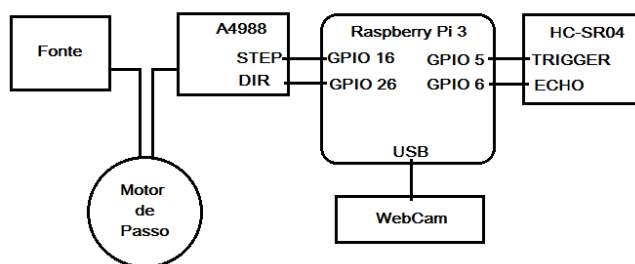 Fonte
A4988
STEP
DIR
Raspberry Pi 3
GPIO 16
GPIO 26
GPIO 5
GPIO 6
USB
HC-SR04
TRIGGER
ECHO
Motor
de
Passo
WebCam